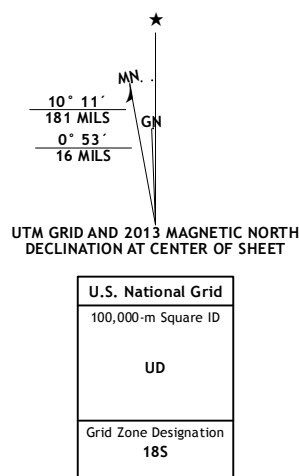 ★
MN
10° 11´
181 MILS
GN
0° 53´
16 MILS
UTM GRID AND 2013 MAGNETIC NORTH
DECLINATION AT CENTER OF SHEET
U.S. National Grid
100,000-m Square ID
UD
Grid Zone Designation
18S